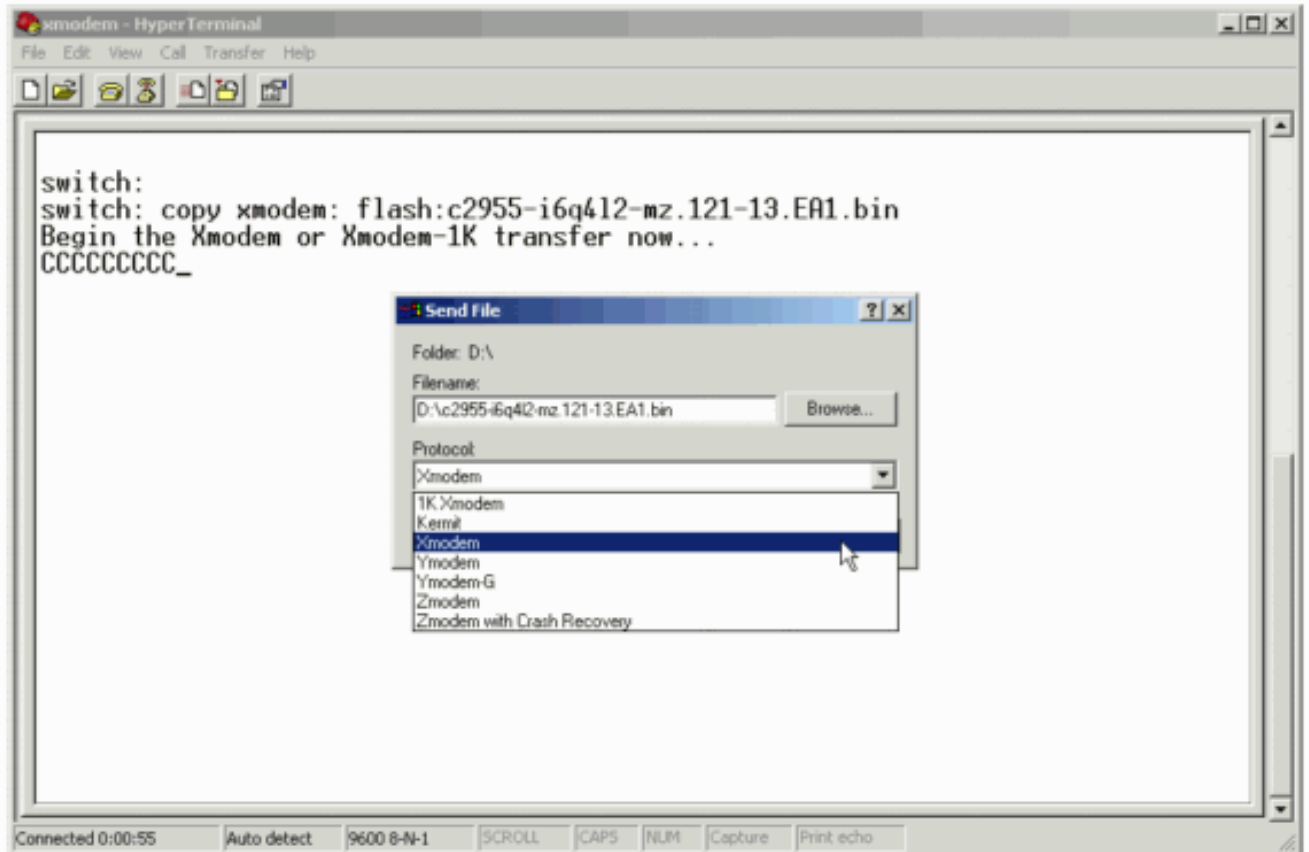 xmodem - HyperTerminal
File Edit View Call Transfer Help
switch:
switch: copy xmodem: flash:c2955-i6q4l2-mz.121-13.EA1.bin
Begin the Xmodem or Xmodem-1K transfer now...
CCCCCCCCC_
Send File
Folder: D:\
Filename:
D:\c2955-i6q4l2-mz.121-13.EA1.bin Browse...
Protocol:
Xmodem
1K Xmodem
Kermit
Xmodem
Ymodem
Ymodem-G
Zmodem
Zmodem with Crash Recovery
Connected 0:00:55 Auto detect 9600 8-N-1 SCROLL CAPS NUM Capture Print echo